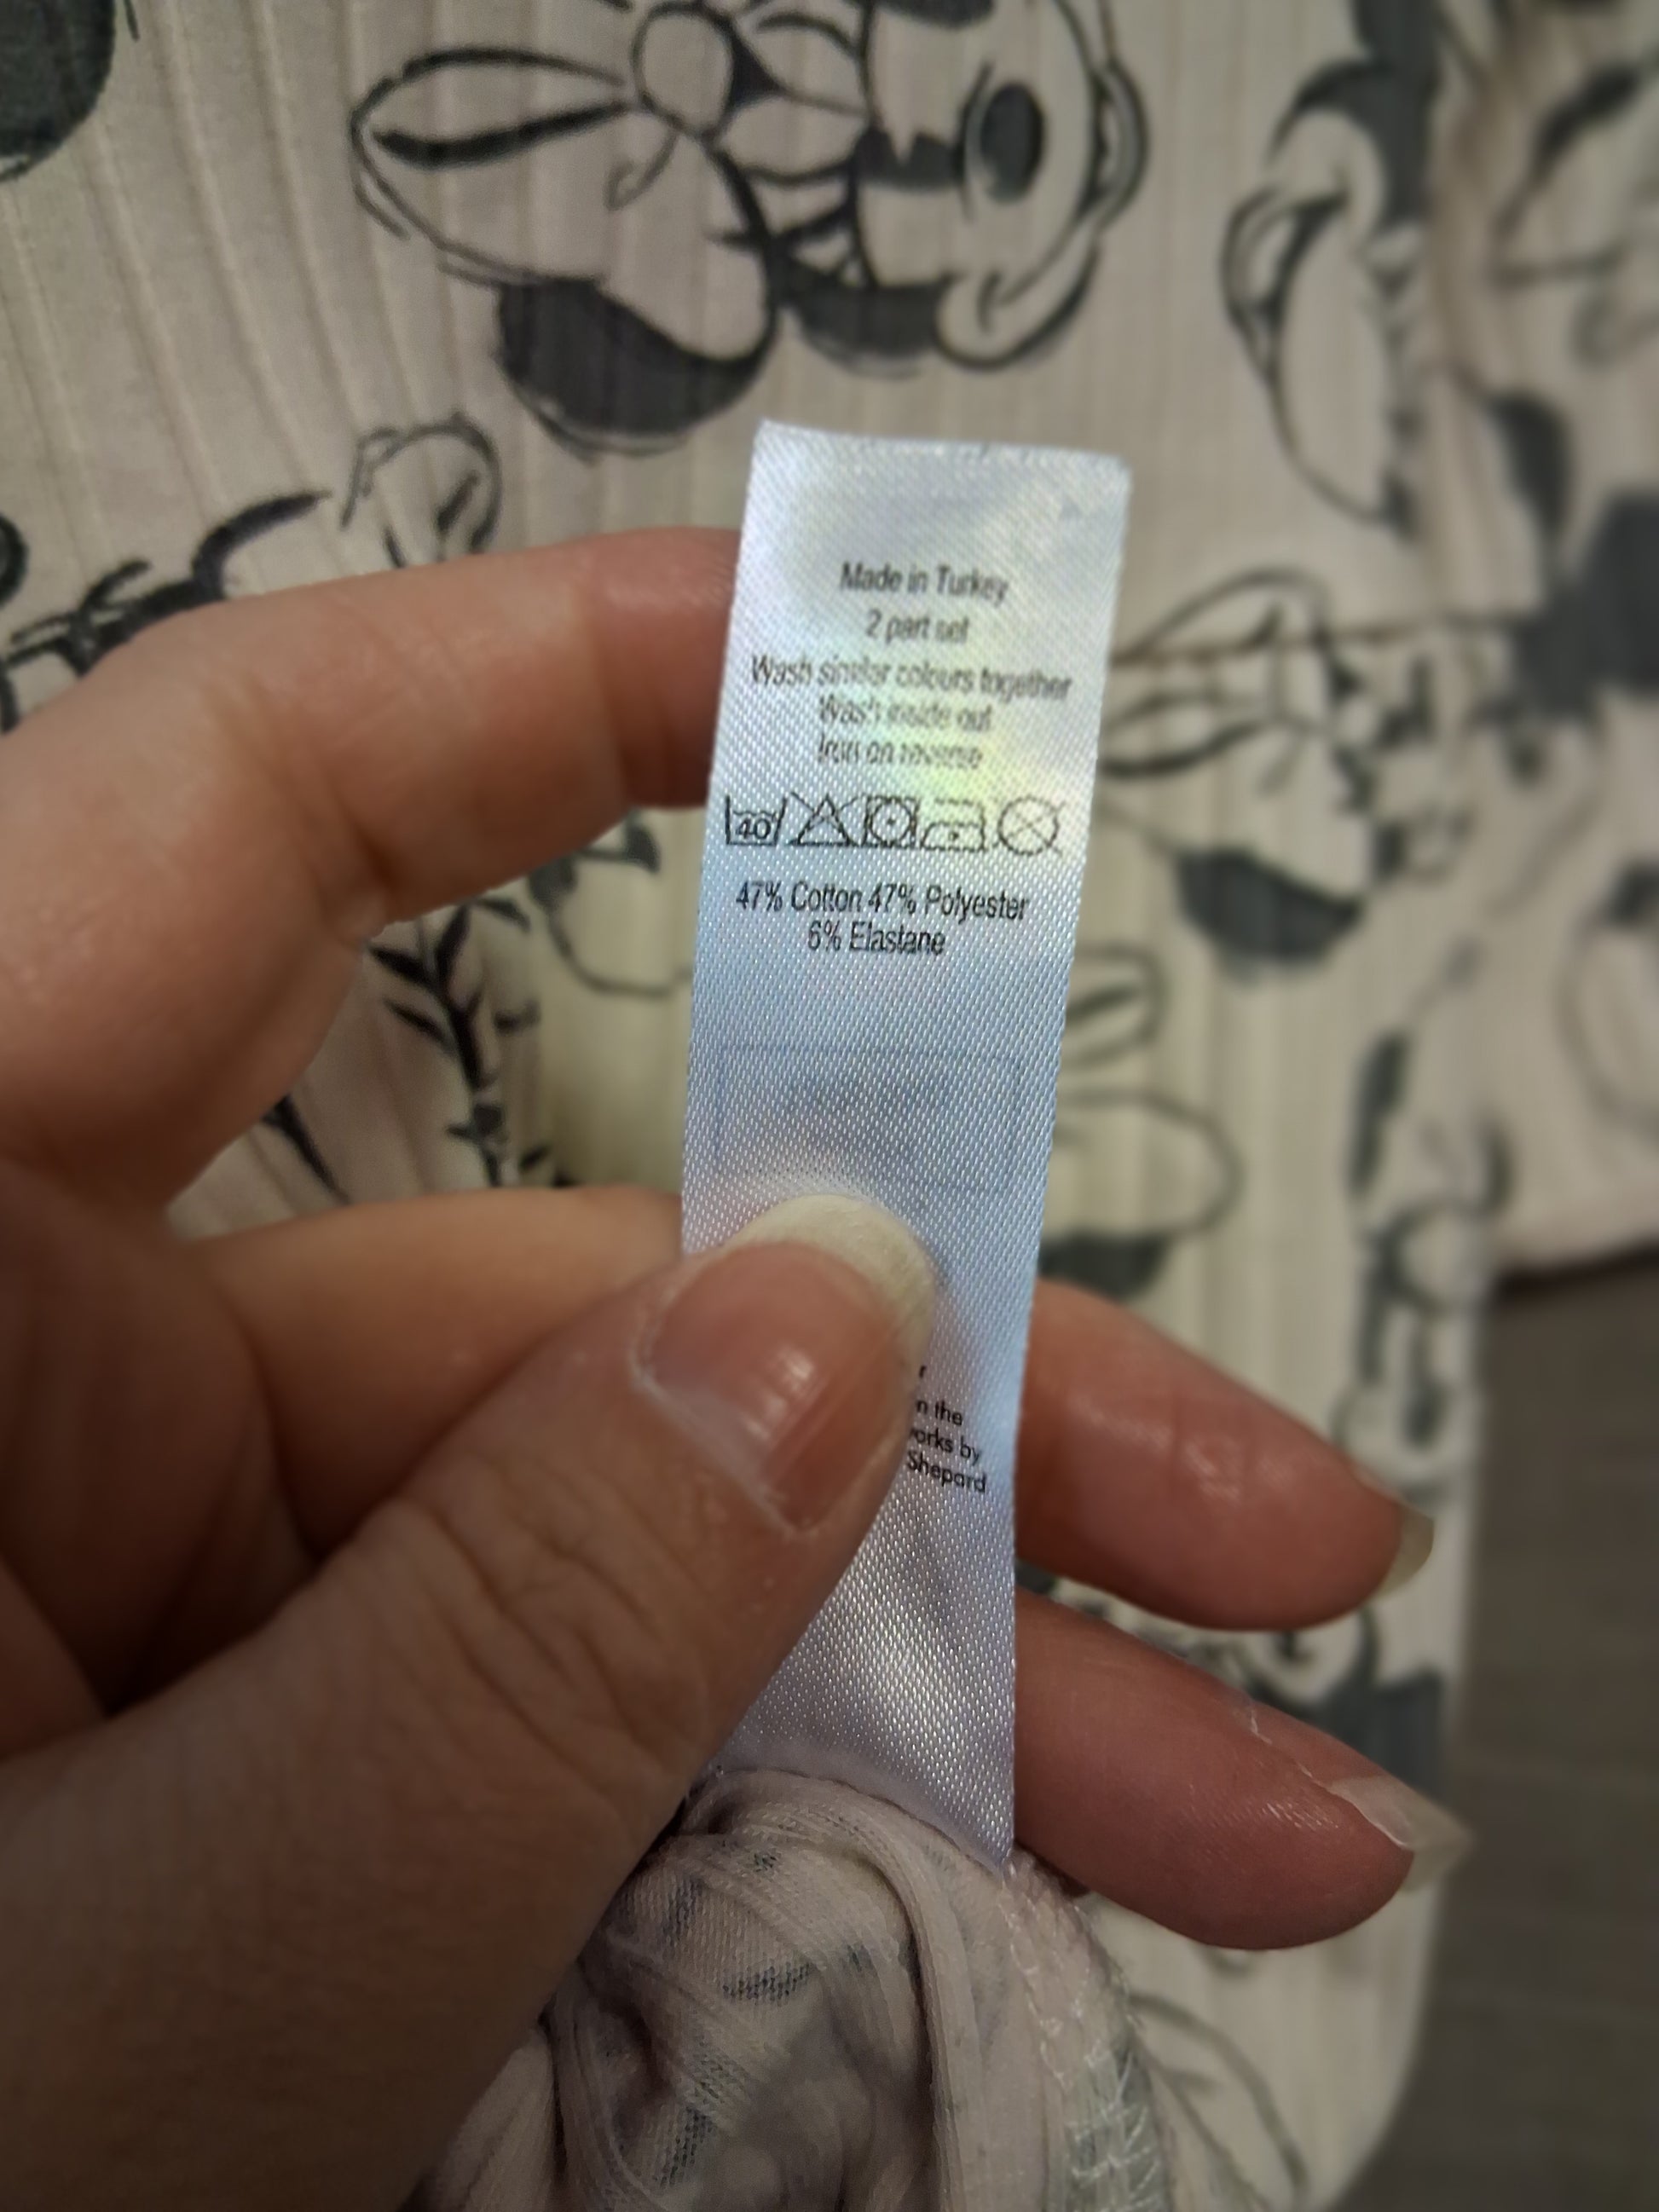 Made in Turkey
2 part set
Wash similar colours together
Wash inside out
Iron on reverse
40
47% Cotton 47% Polyester
6% Elastane
the
by
Shepard